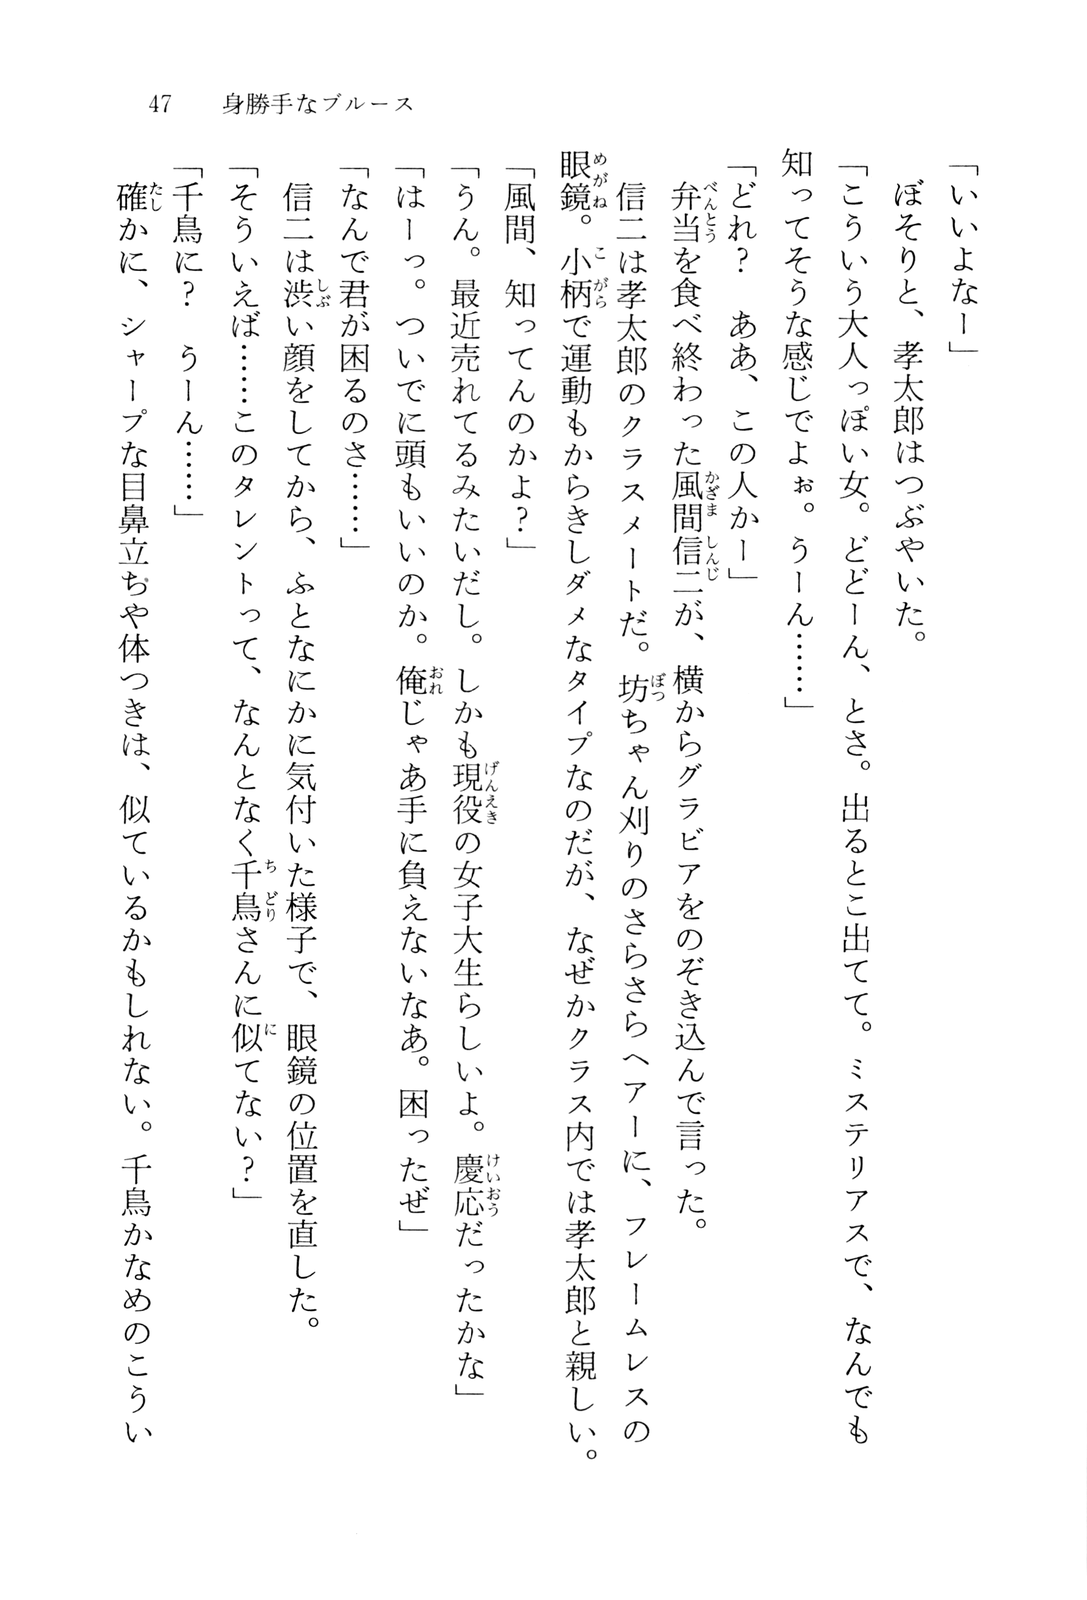 47　身勝手なブルース
「いいよなー」
　ぼそりと、孝太郎はつぶやいた。
「こういう大人っぽい女。どどーん、とさ。出るとこ出てて。ミステリアスで、なんでも
知ってそうな感じでよぉ。うーん……」
「どれ？　ああ、この人かー」
　弁当を食べ終わった風間信二が、横からグラビアをのぞき込んで言った。
　信二は孝太郎のクラスメートだ。坊ちゃん刈りのさらさらヘアーに、フレームレスの
眼鏡。小柄で運動もからきしダメなタイプなのだが、なぜかクラス内では孝太郎と親しい。
「風間、知ってんのかよ？」
「うん。最近売れてるみたいだし。しかも現役の女子大生らしいよ。慶応だったかな」
「はーっ。ついでに頭もいいのか。俺じゃあ手に負えないなあ。困ったぜ」
「なんで君が困るのさ……」
　信二は渋い顔をしてから、ふとなにかに気付いた様子で、眼鏡の位置を直した。
「そういえば……このタレントって、なんとなく千鳥さんに似てない？」
「千鳥に？　うーん……」
　確かに、シャープな目鼻立ちや体つきは、似ているかもしれない。千鳥かなめのこうい